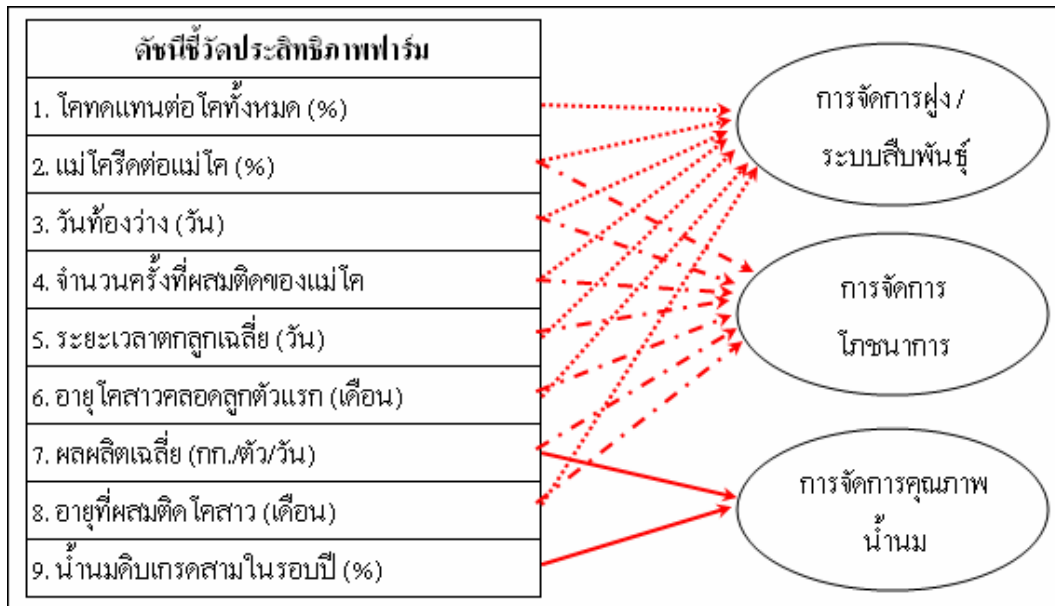 ดัชนีชี้วัดประสิทธิภาพฟาร์ม
1. โคทดแทนต่อโคทั้งหมด (%)
2. แม่โครีดต่อแม่โค (%)
3. วันท้องว่าง (วัน)
4. จำนวนครั้งที่ผสมติดของแม่โค
5. ระยะเวลาตกลูกเฉลี่ย (วัน)
6. อายุโคสาวคลอดลูกตัวแรก (เดือน)
7. ผลผลิตเฉลี่ย (กก./ตัว/วัน)
8. อายุที่ผสมติดโคสาว (เดือน)
9. น้ำนมดิบเกรดสามในรอบปี (%)
การจัดการฝูง /
ระบบสืบพันธุ์
การจัดการ
โภชนาการ
การจัดการคุณภาพ
น้ำนม